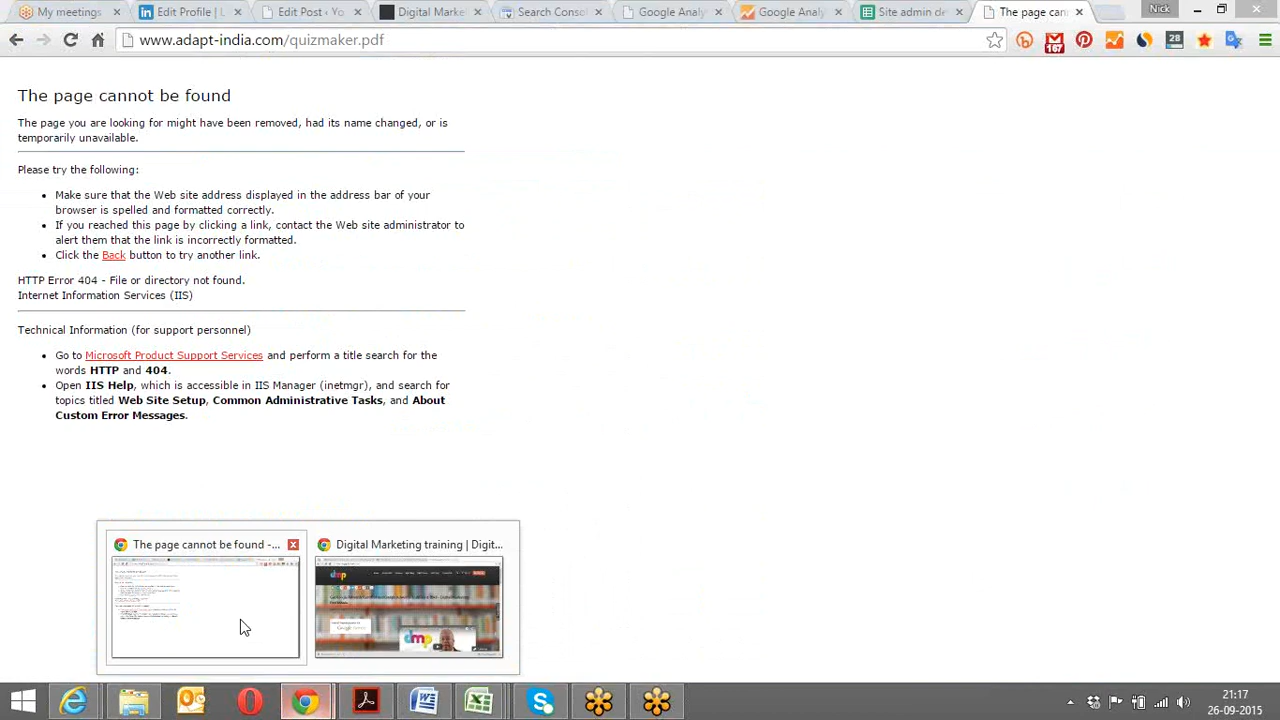 My meetings
Edit Profile | L
Edit Post ‹ Vo
Digital Marke
Search Conso
Google Analy
Google Analy
Site admin de
The page can
Nick
www.adapt-india.com/quizmaker.pdf
167
28
The page cannot be found
The page you are looking for might have been removed, had its name changed, or is
temporarily unavailable.
Please try the following:
• Make sure that the Web site address displayed in the address bar of your
browser is spelled and formatted correctly.
• If you reached this page by clicking a link, contact the Web site administrator to
alert them that the link is incorrectly formatted.
• Click the Back button to try another link.
HTTP Error 404 - File or directory not found.
Internet Information Services (IIS)
Technical Information (for support personnel)
• Go to Microsoft Product Support Services and perform a title search for the
words HTTP and 404.
• Open IIS Help, which is accessible in IIS Manager (inetmgr), and search for
topics titled Web Site Setup, Common Administrative Tasks, and About
Custom Error Messages.
The page cannot be found -...
Digital Marketing training | Digit...
dmp
dmp
21:17
26-09-2015